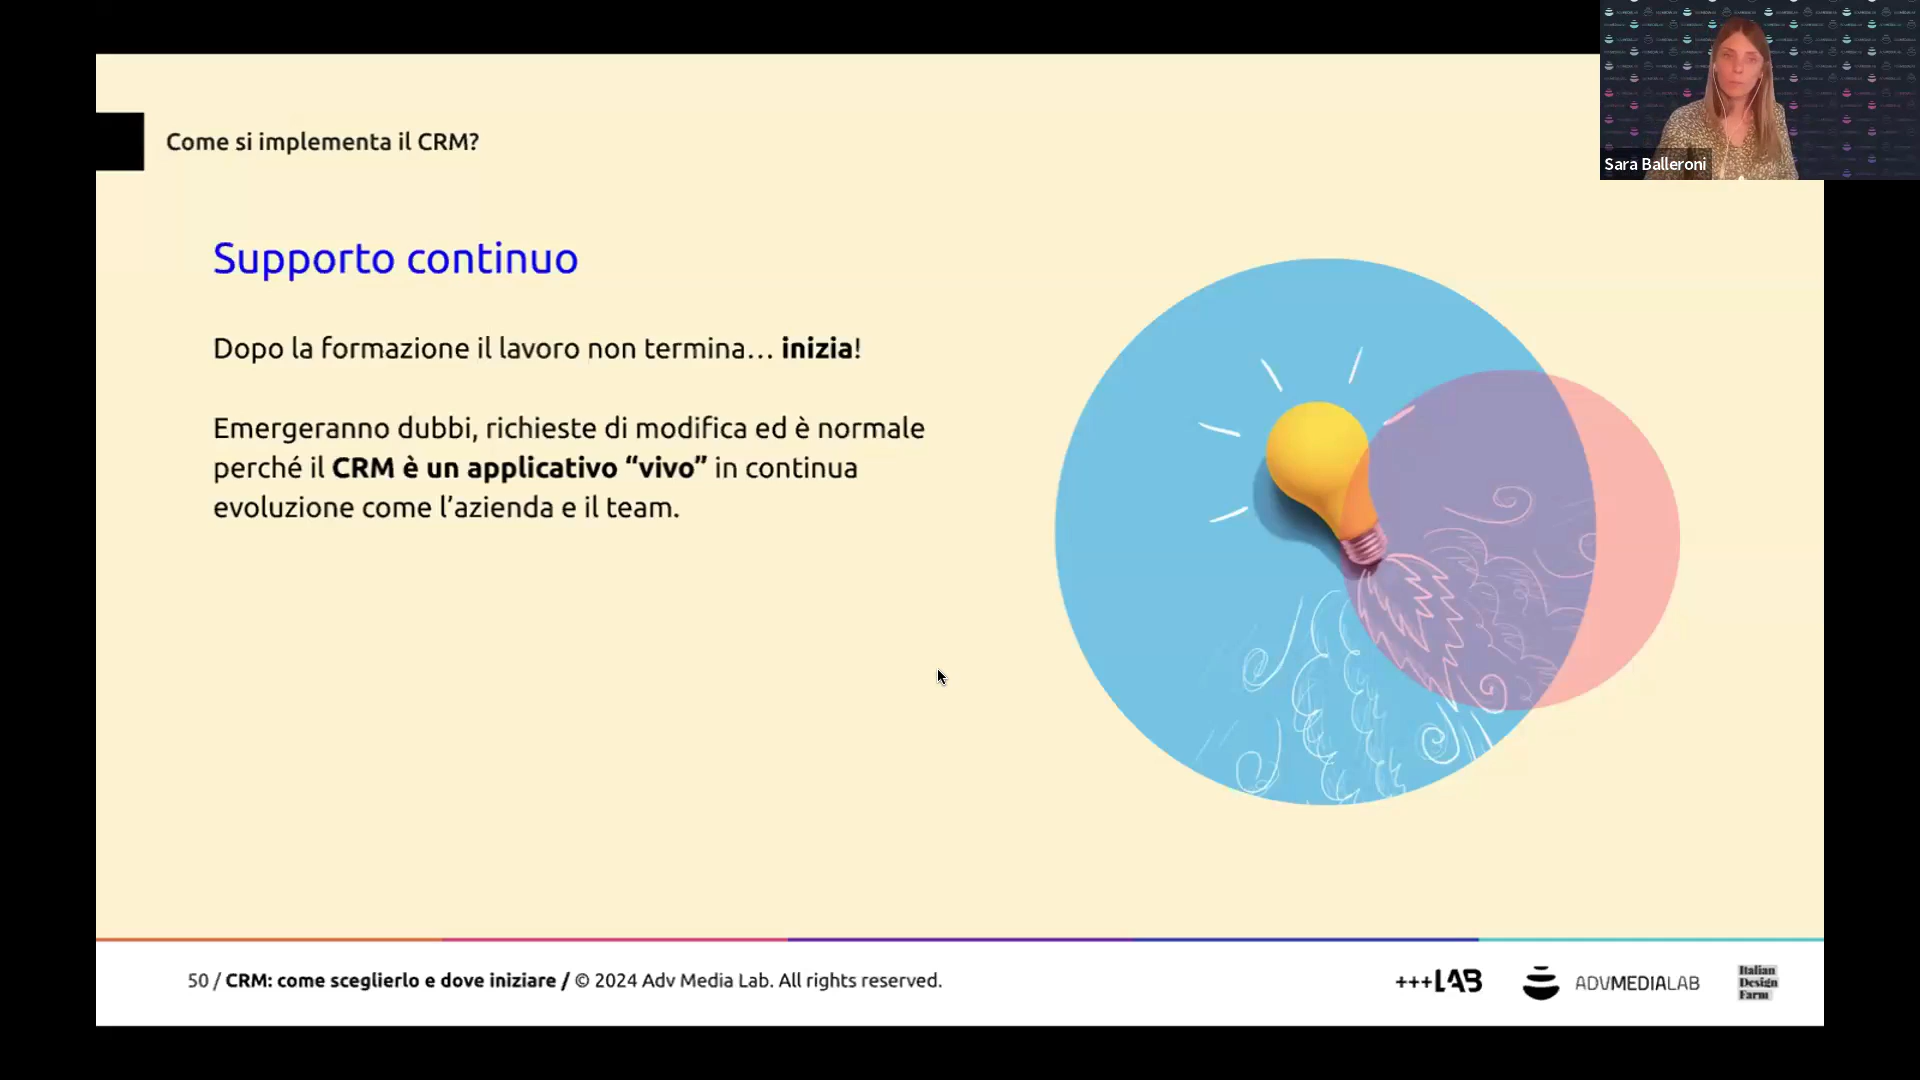 Come si implementa il CRM?
Sara Balleroni
Supporto continuo
Dopo la formazione il lavoro non termina… inizia!
Emergeranno dubbi, richieste di modifica ed è normale
perché il CRM è un applicativo “vivo” in continua
evoluzione come l’azienda e il team.
50 / CRM: come sceglierlo e dove iniziare / © 2024 Adv Media Lab. All rights reserved.
+++LAB
ADVMEDIALAB
Italian
Design
Farm